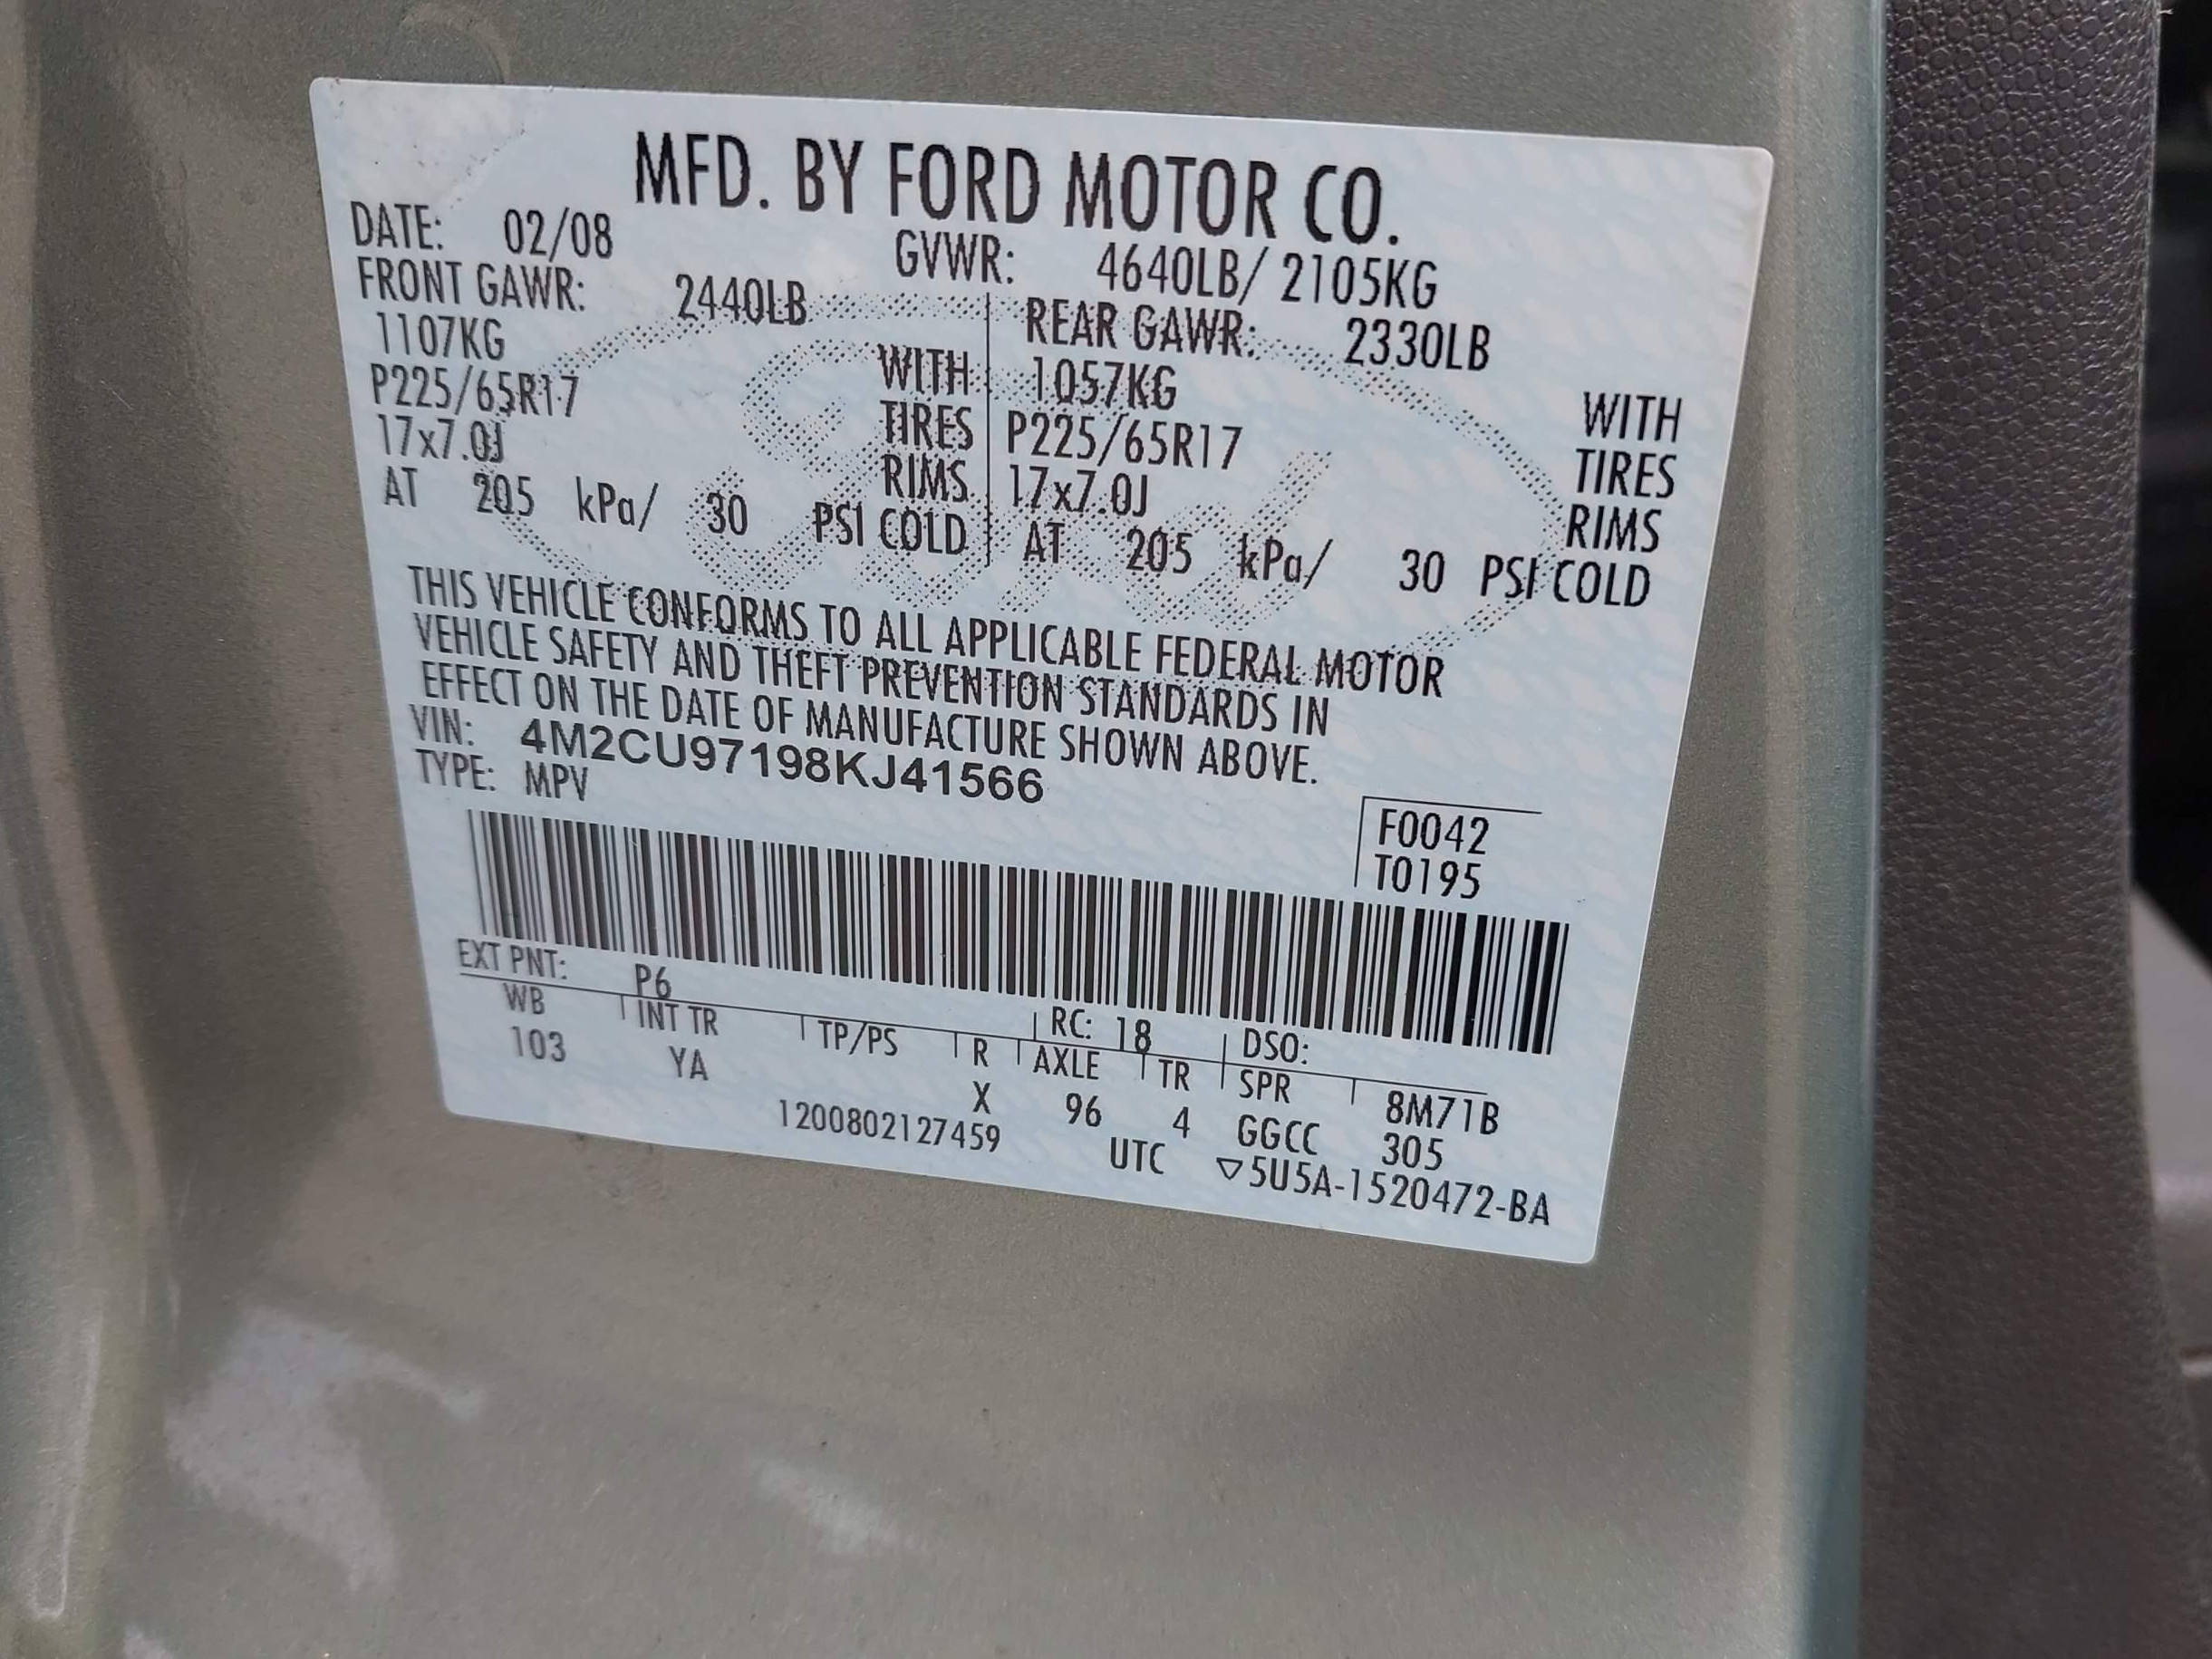 MFD. BY FORD MOTOR CO.
DATE: 02/08 GVWR: 4640LB/ 2105KG
FRONT GAWR: 2440LB REAR GAWR: 2330LB
1107KG WITH 1057KG WITH
P225/65R17 TIRES P225/65R17 TIRES
17x7.0J RIMS 17x7.0J RIMS
AT 205 kPa/ 30 PSI COLD AT 205 kPa/ 30 PSI COLD
THIS VEHICLE CONFORMS TO ALL APPLICABLE FEDERAL MOTOR
VEHICLE SAFETY AND THEFT PREVENTION STANDARDS IN
EFFECT ON THE DATE OF MANUFACTURE SHOWN ABOVE.
VIN: 4M2CU97198KJ41566
TYPE: MPV
F0042
T0195
EXT PNT: P6 RC: 18 DSO:
WB INT TR TP/PS R AXLE TR SPR 8M71B
103 YA X 96 4 GGCC 305
1200802127459 UTC ▽5U5A-1520472-BA